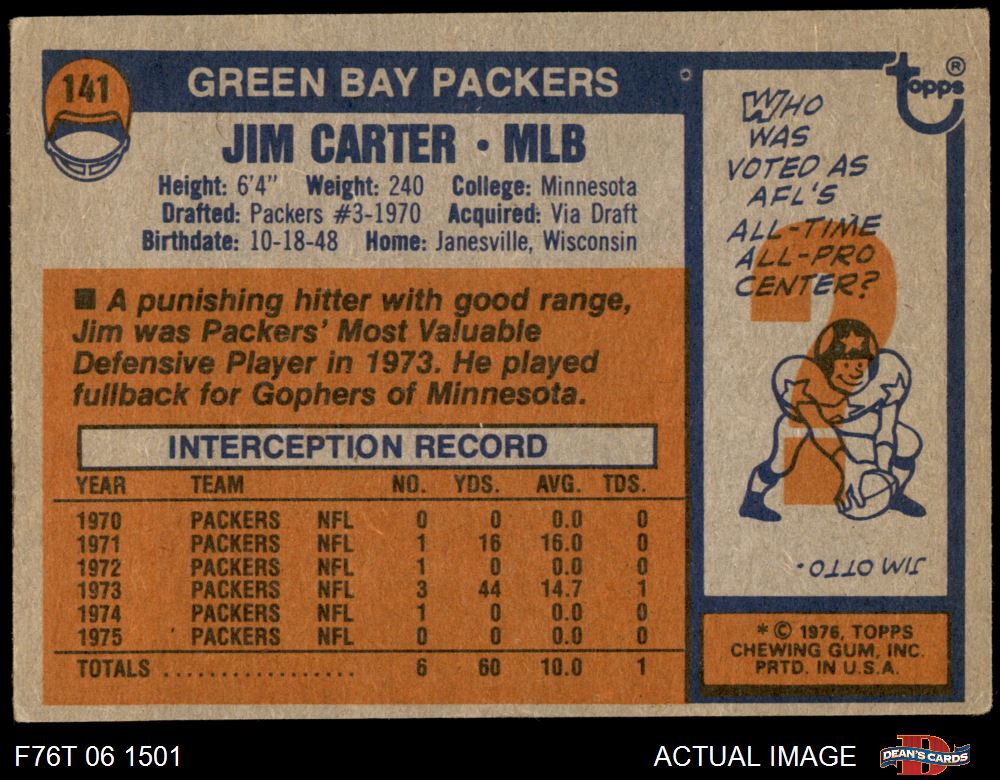 141
GREEN BAY PACKERS
JIM CARTER · MLB
Height: 6'4" Weight: 240 College: Minnesota
Drafted: Packers #3-1970 Acquired: Via Draft
Birthdate: 10-18-48 Home: Janesville, Wisconsin
■ A punishing hitter with good range,
Jim was Packers' Most Valuable
Defensive Player in 1973. He played
fullback for Gophers of Minnesota.
INTERCEPTION RECORD
YEAR TEAM NO. YDS. AVG. TDS.
1970 PACKERS NFL 0 0 0.0 0
1971 PACKERS NFL 1 16 16.0 0
1972 PACKERS NFL 1 0 0.0 0
1973 PACKERS NFL 3 44 14.7 1
1974 PACKERS NFL 1 0 0.0 0
1975 PACKERS NFL 0 0 0.0 0
TOTALS .................. 6 60 10.0 1
topps ®
WHO
WAS
VOTED AS
AFL'S
ALL-TIME
ALL-PRO
CENTER?
?
JIM OTTO.
* © 1976, TOPPS
CHEWING GUM, INC.
PRTD. IN U.S.A.
F76T 06 1501
ACTUAL IMAGE
DEAN'S CARDS